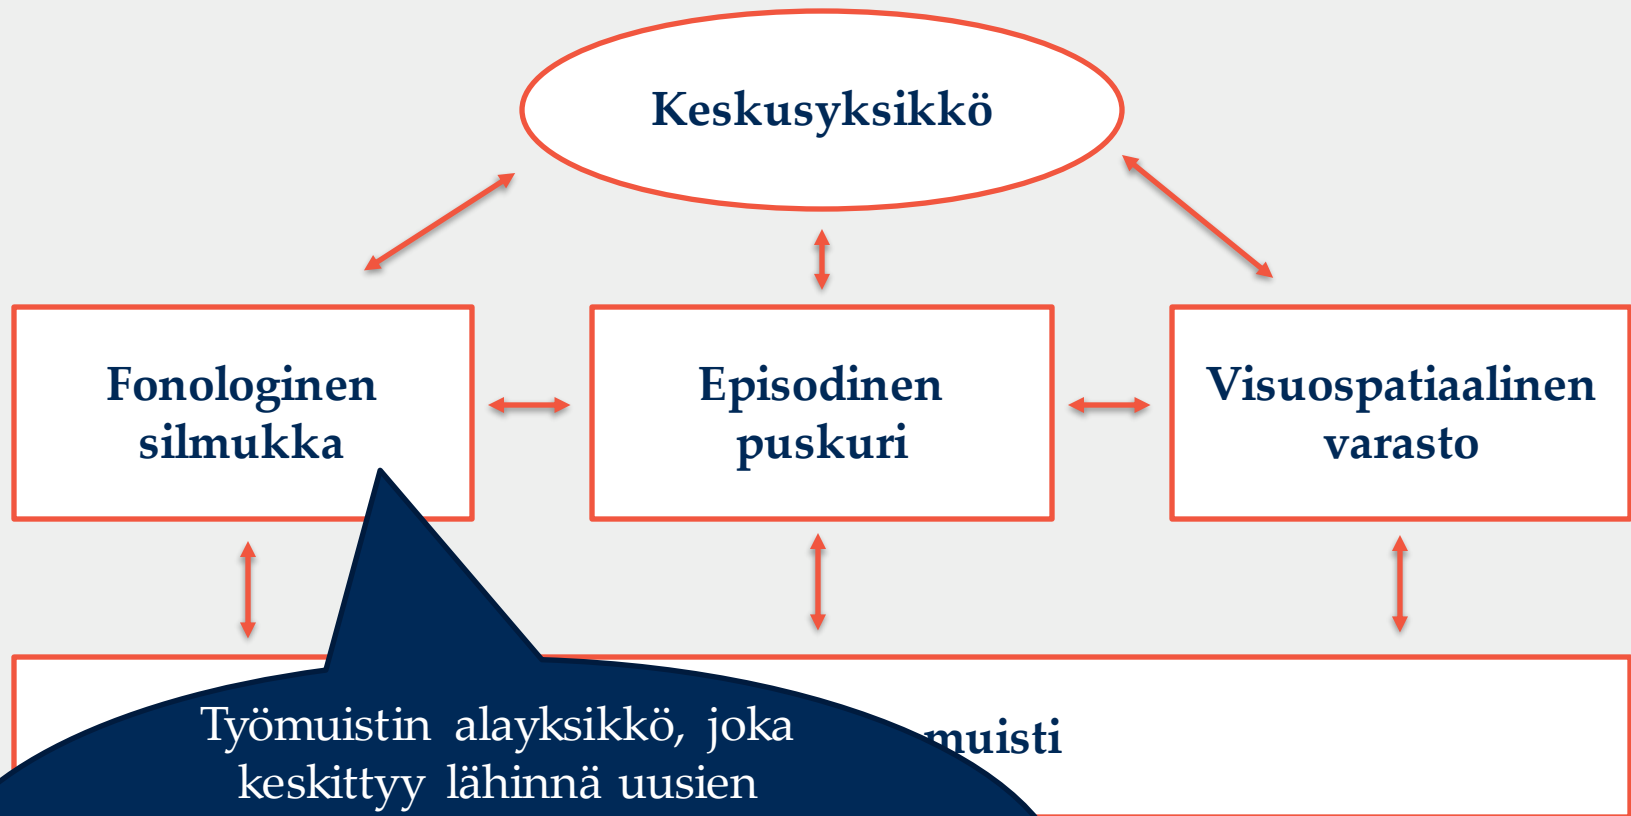 Keskusyksikkö
Fonologinen
silmukka
Episodinen
puskuri
Visuospatiaalinen
varasto
Työmuistin alayksikkö, joka
keskittyy lähinnä uusien
muisti